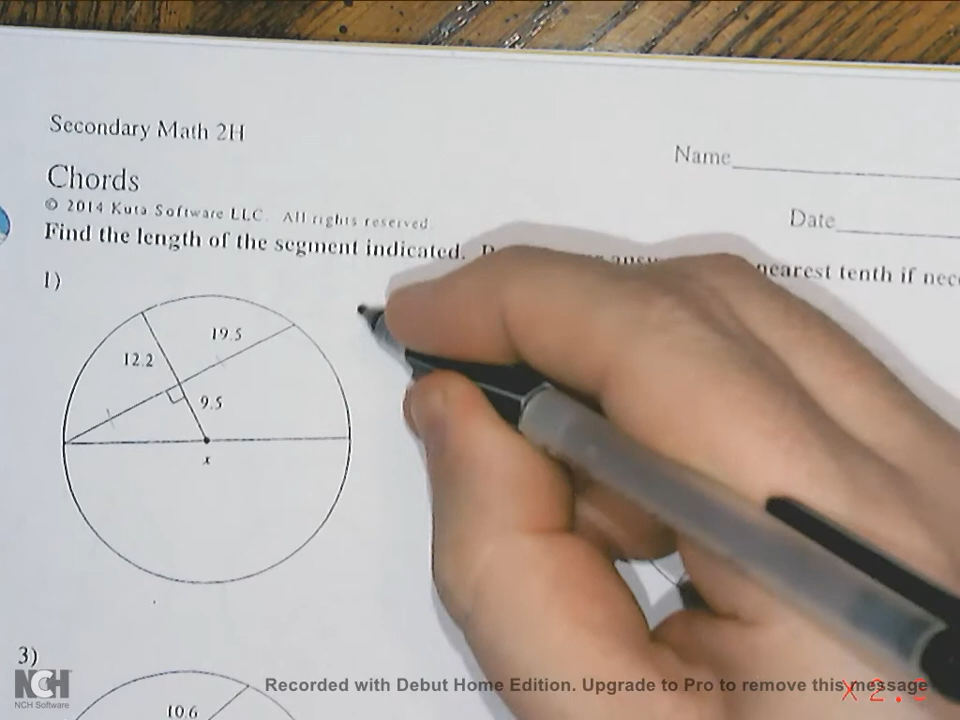 Secondary Math 2H
Name
Chords
© 2014 Kuta Software LLC. All rights reserved.
Date
Find the length of the segment indicated. nearest tenth if
1)
19.5
12.2
9.5
x
3)
10.6
NCH
NCH Software
Recorded with Debut Home Edition. Upgrade to Pro to remove this message